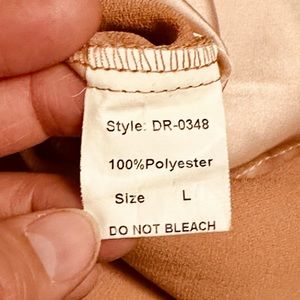 Style: DR-0348
100%Polyester
Size L
DO NOT BLEACH